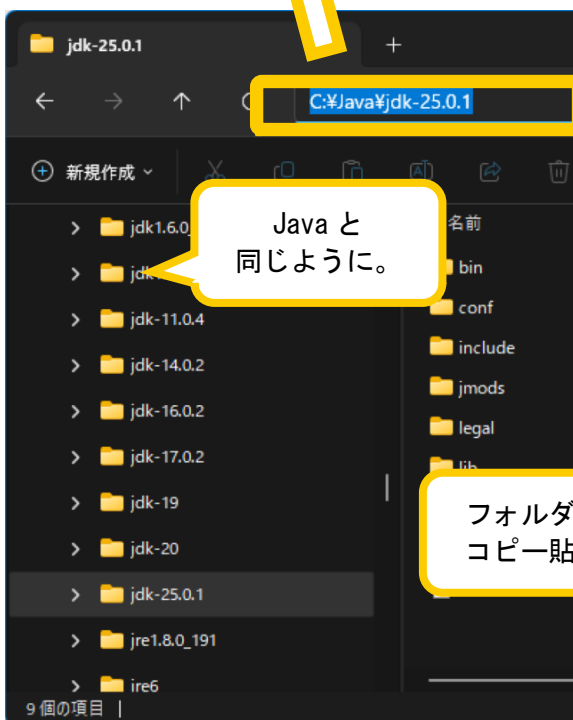 jdk-25.0.1
C:¥Java¥jdk-25.0.1
新規作成
jdk1.6.0_
Java と
同じように。
jdk-11.0.4
jdk-14.0.2
jdk-16.0.2
jdk-17.0.2
jdk-19
jdk-20
jdk-25.0.1
jre1.8.0_191
jre6
名前
bin
conf
include
jmods
legal
lib
フォルダ
コピー貼
9 個の項目